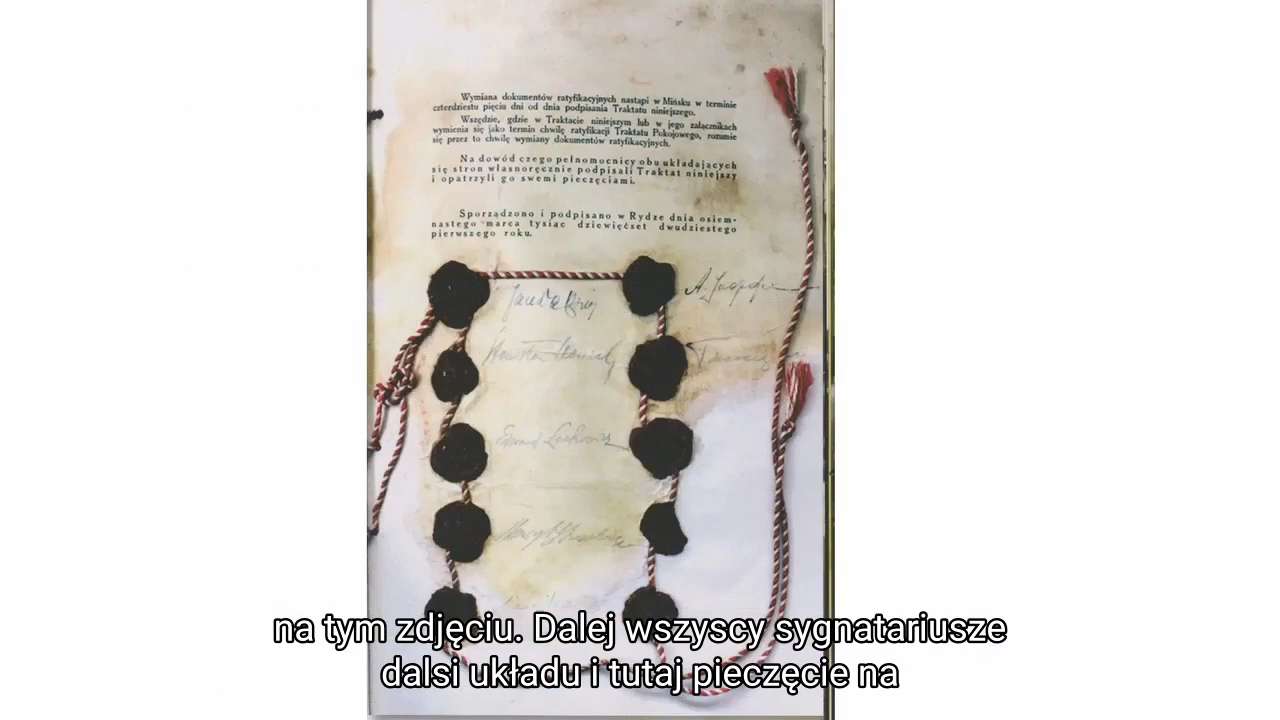 Wymiana dokumentów ratyfikacyjnych nastąpi w Mińsku w terminie
czterdziestu pięciu dni od dnia podpisania Traktatu niniejszego.
Wszędzie, gdzie w Traktacie niniejszym lub w jego załącznikach
wymienia się jako termin chwilę ratyfikacji Traktatu Pokojowego, rozumie
się przez to chwilę wymiany dokumentów ratyfikacyjnych.
Na dowód czego pełnomocnicy obu układających
się stron własnoręcznie podpisali Traktat niniejszy
i opatrzyli go swemi pieczęciami.
Sporządzono i podpisano w Rydze dnia osiem-
nastego marca tysiąc dziewięćset dwudziestego
pierwszego roku.
na tym zdjęciu. Dalej wszyscy sygnatariusze
dalsi układu i tutaj pieczęcie na